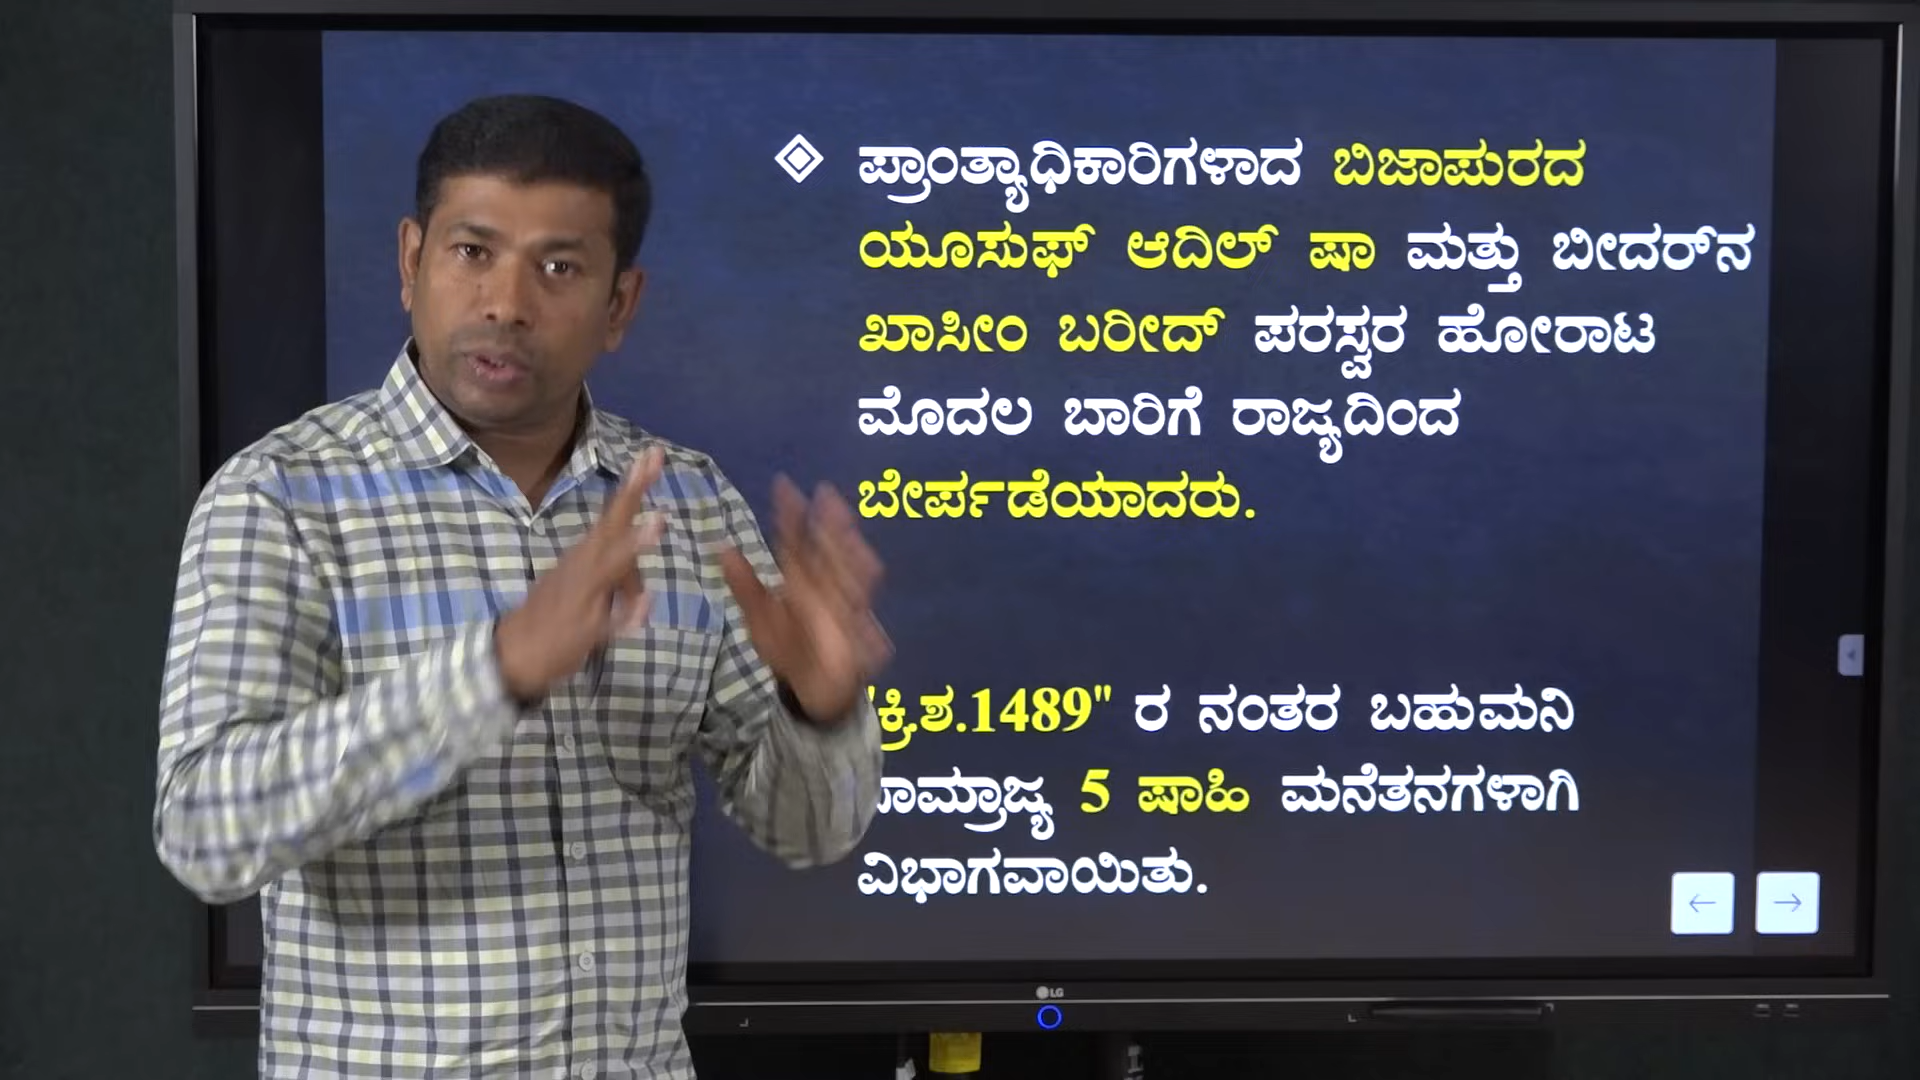 ಪ್ರಾಂತ್ಯಾಧಿಕಾರಿಗಳಾದ ಬಿಜಾಪುರದ
ಯೂಸುಫ್ ಆದಿಲ್ ಷಾ ಮತ್ತು ಬೀದರ್‌ನ
ಖಾಸೀಂ ಬರೀದ್ ಪರಸ್ಪರ ಹೋರಾಟ
ಮೊದಲ ಬಾರಿಗೆ ರಾಜ್ಯದಿಂದ
ಬೇರ್ಪಡೆಯಾದರು.
"ಕ್ರಿಶ.1489" ರ ನಂತರ ಬಹುಮನಿ
5 ಷಾಹಿ ಮನೆತನಗಳಾಗಿ
ವಿಭಾಗವಾಯಿತು.
LG